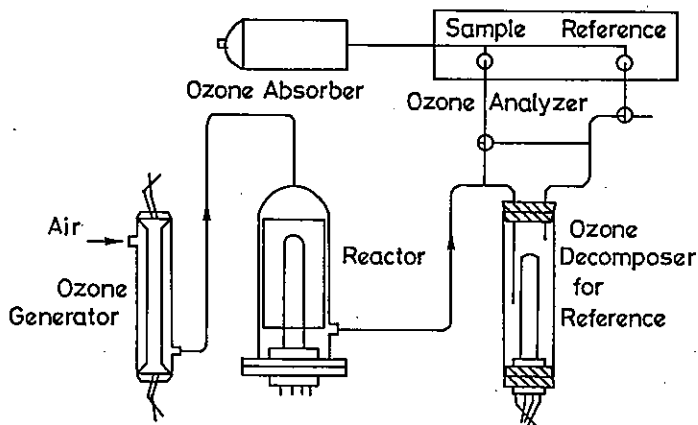 Sample Reference
Ozone Absorber
Ozone Analyzer
Air
Ozone
Generator
Reactor
Ozone
Decomposer
for
Reference